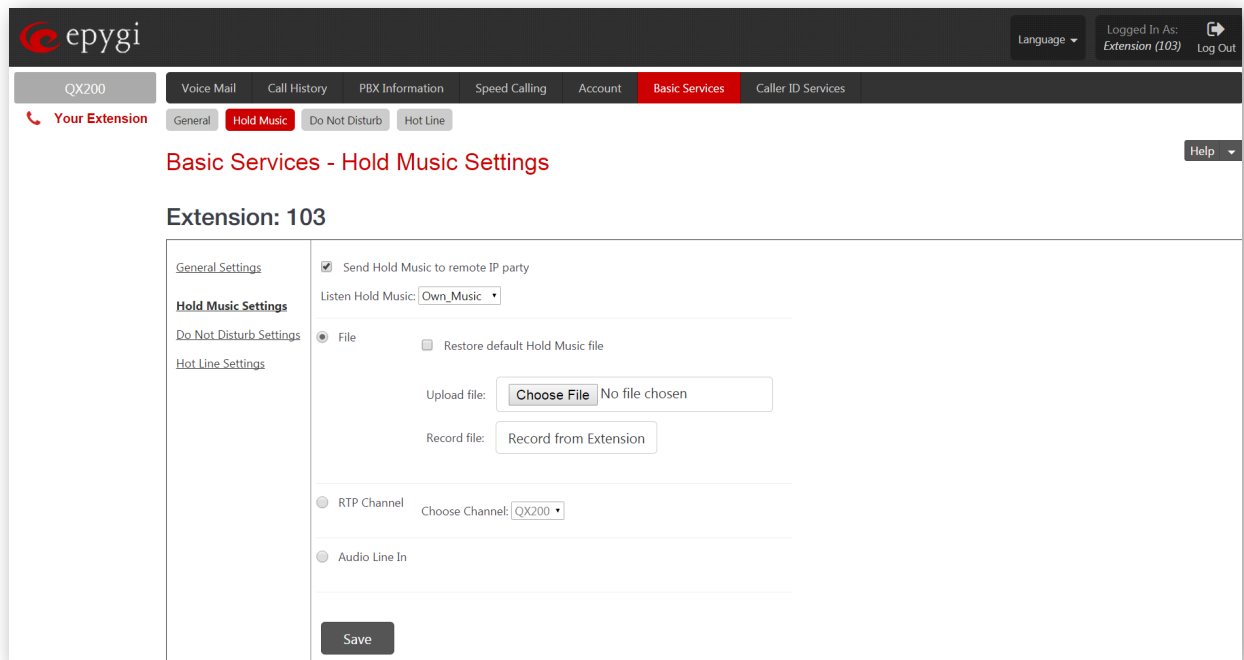 epygi
Language
Logged In As:
Extension (103)
Log Out
QX200
Voice Mail Call History PBX Information Speed Calling Account Basic Services Caller ID Services
Your Extension
General Hold Music Do Not Disturb Hot Line
Help
Basic Services - Hold Music Settings
Extension: 103
General Settings
Hold Music Settings
Do Not Disturb Settings
Hot Line Settings
Send Hold Music to remote IP party
Listen Hold Music: Own_Music
File
Restore default Hold Music file
Upload file: Choose File No file chosen
Record file: Record from Extension
RTP Channel
Choose Channel: QX200
Audio Line In
Save